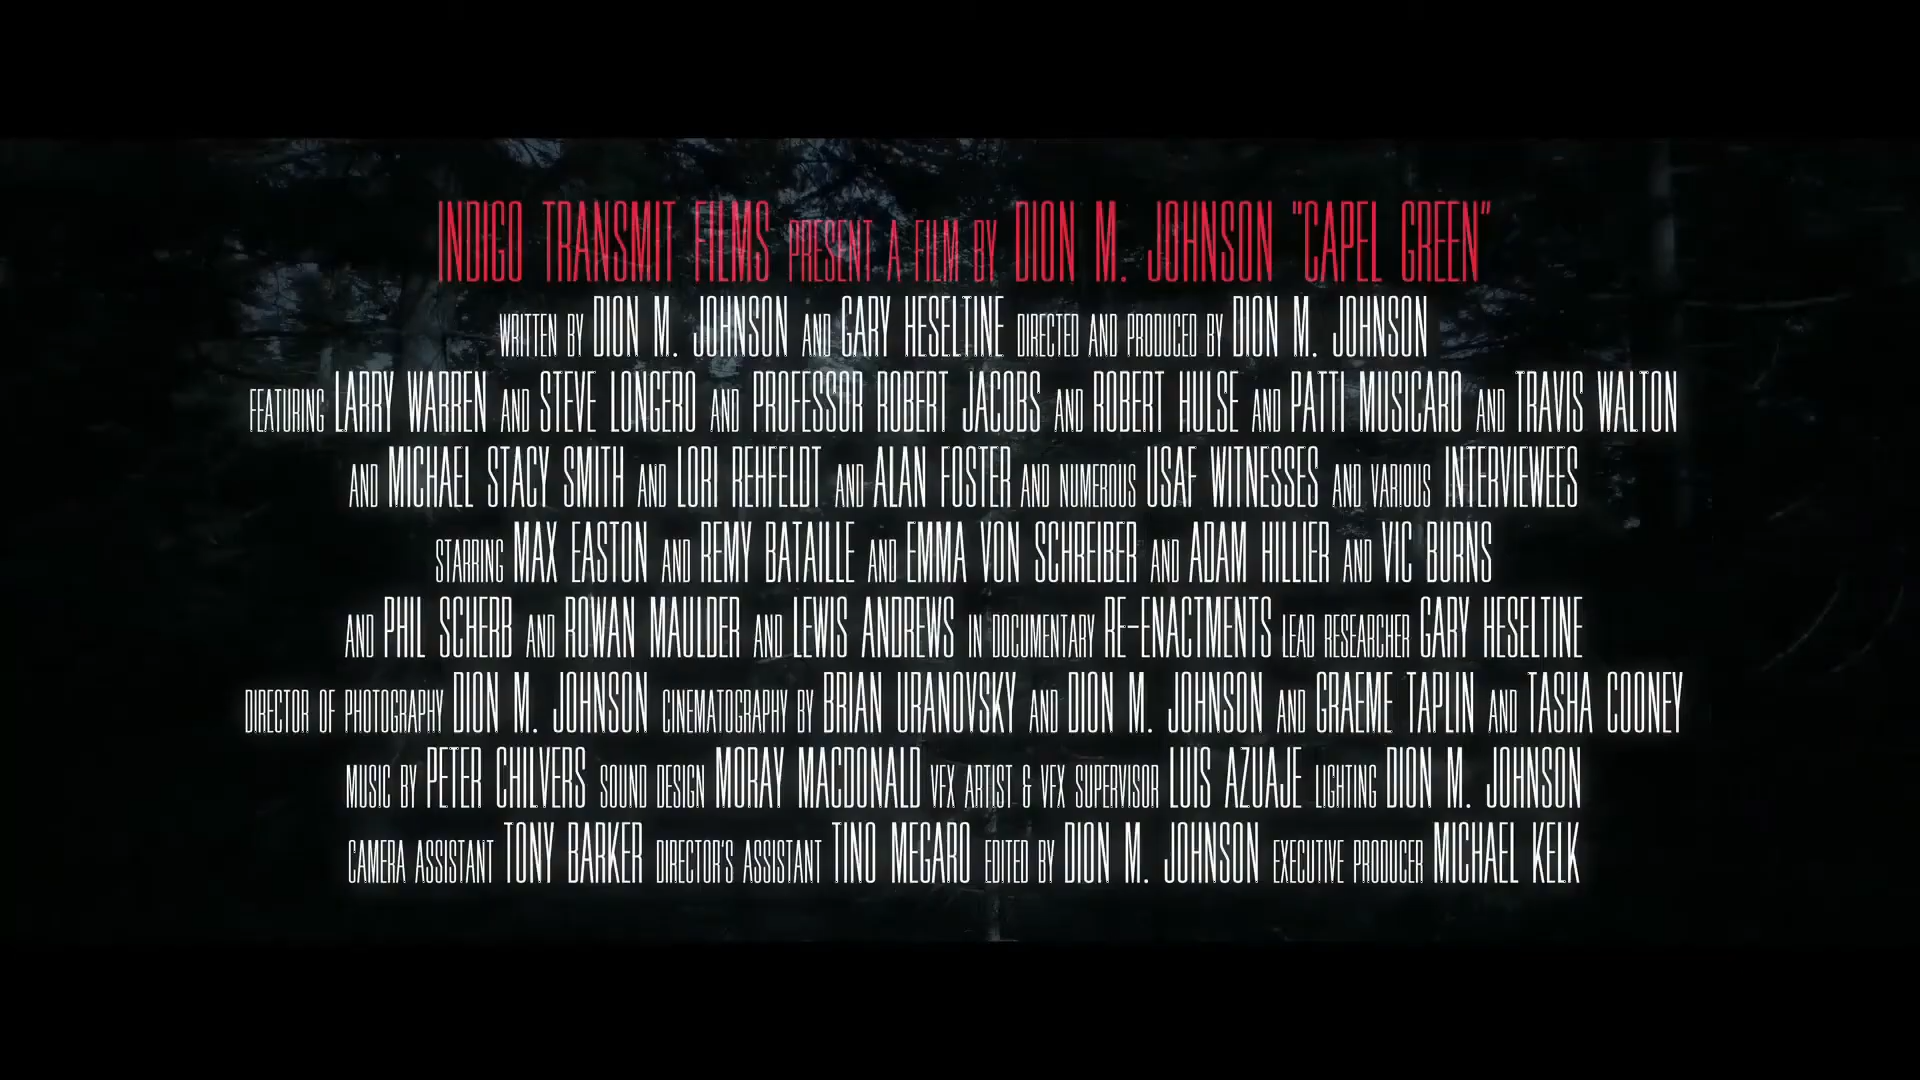 INDIGO TRANSMIT FILMS PRESENT A FILM BY DION M. JOHNSON "CAPEL GREEN"
WRITTEN BY DION M. JOHNSON AND GARY HESELTINE DIRECTED AND PRODUCED BY DION M. JOHNSON
FEATURING LARRY WARREN AND STEVE LONGERO AND PROFESSOR ROBERT JACOBS AND ROBERT HULSE AND PATTI MUSICARO AND TRAVIS WALTON
AND MICHAEL STACY SMITH AND LORI REHFELDT AND ALAN FOSTER AND NUMEROUS USAF WITNESSES AND VARIOUS INTERVIEWEES
STARRING MAX EASTON AND REMY BATAILLE AND EMMA VON SCHREIBER AND ADAM HILLIER AND VIC BURNS
AND PHIL SCHERB AND ROWAN MAULDER AND LEWIS ANDREWS IN DOCUMENTARY RE-ENACTMENTS LEAD RESEARCHER GARY HESELTINE
DIRECTOR OF PHOTOGRAPHY DION M. JOHNSON CINEMATOGRAPHY BY BRIAN URANOVSKY AND DION M. JOHNSON AND GRAEME TAPLIN AND TASHA COONEY
MUSIC BY PETER CHILVERS SOUND DESIGN MORAY MACDONALD VFX ARTIST & VFX SUPERVISOR LUIS AZUAJE LIGHTING DION M. JOHNSON
CAMERA ASSISTANT TONY BARKER DIRECTOR'S ASSISTANT TINO MEGARO EDITED BY DION M. JOHNSON EXECUTIVE PRODUCER MICHAEL KELK